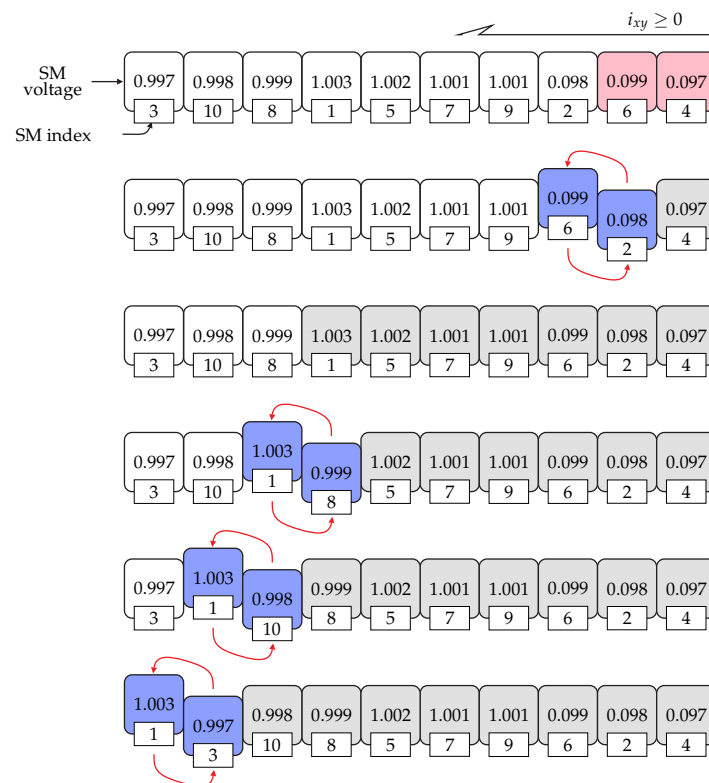 i_xy ≥ 0
SM voltage
0.997 0.998 0.999 1.003 1.002 1.001 1.001 0.098 0.099 0.097
SM index
3 10 8 1 5 7 9 2 6 4
0.997 0.998 0.999 1.003 1.002 1.001 1.001 0.099 0.098 0.097
3 10 8 1 5 7 9 6 2 4
0.997 0.998 0.999 1.003 1.002 1.001 1.001 0.099 0.098 0.097
3 10 8 1 5 7 9 6 2 4
0.997 0.998 1.003 0.999 1.002 1.001 1.001 0.099 0.098 0.097
3 10 1 8 5 7 9 6 2 4
0.997 1.003 0.998 0.999 1.002 1.001 1.001 0.099 0.098 0.097
3 1 10 8 5 7 9 6 2 4
1.003 0.997 0.998 0.999 1.002 1.001 1.001 0.099 0.098 0.097
1 3 10 8 5 7 9 6 2 4